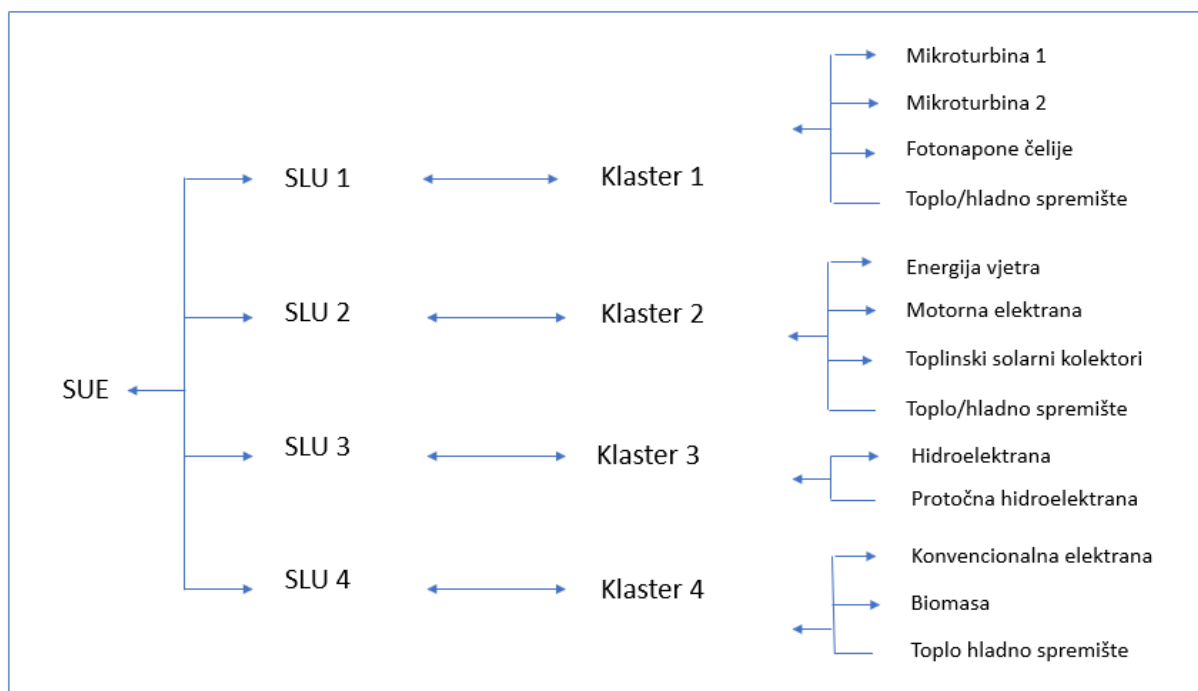 SUE
SLU 1
Klaster 1
Mikroturbina 1
Mikroturbina 2
Fotonapone čelije
Toplo/hladno spremište
SLU 2
Klaster 2
Energija vjetra
Motorna elektrana
Toplinski solarni kolektori
Toplo/hladno spremište
SLU 3
Klaster 3
Hidroelektrana
Protočna hidroelektrana
SLU 4
Klaster 4
Konvencionalna elektrana
Biomasa
Toplo hladno spremište